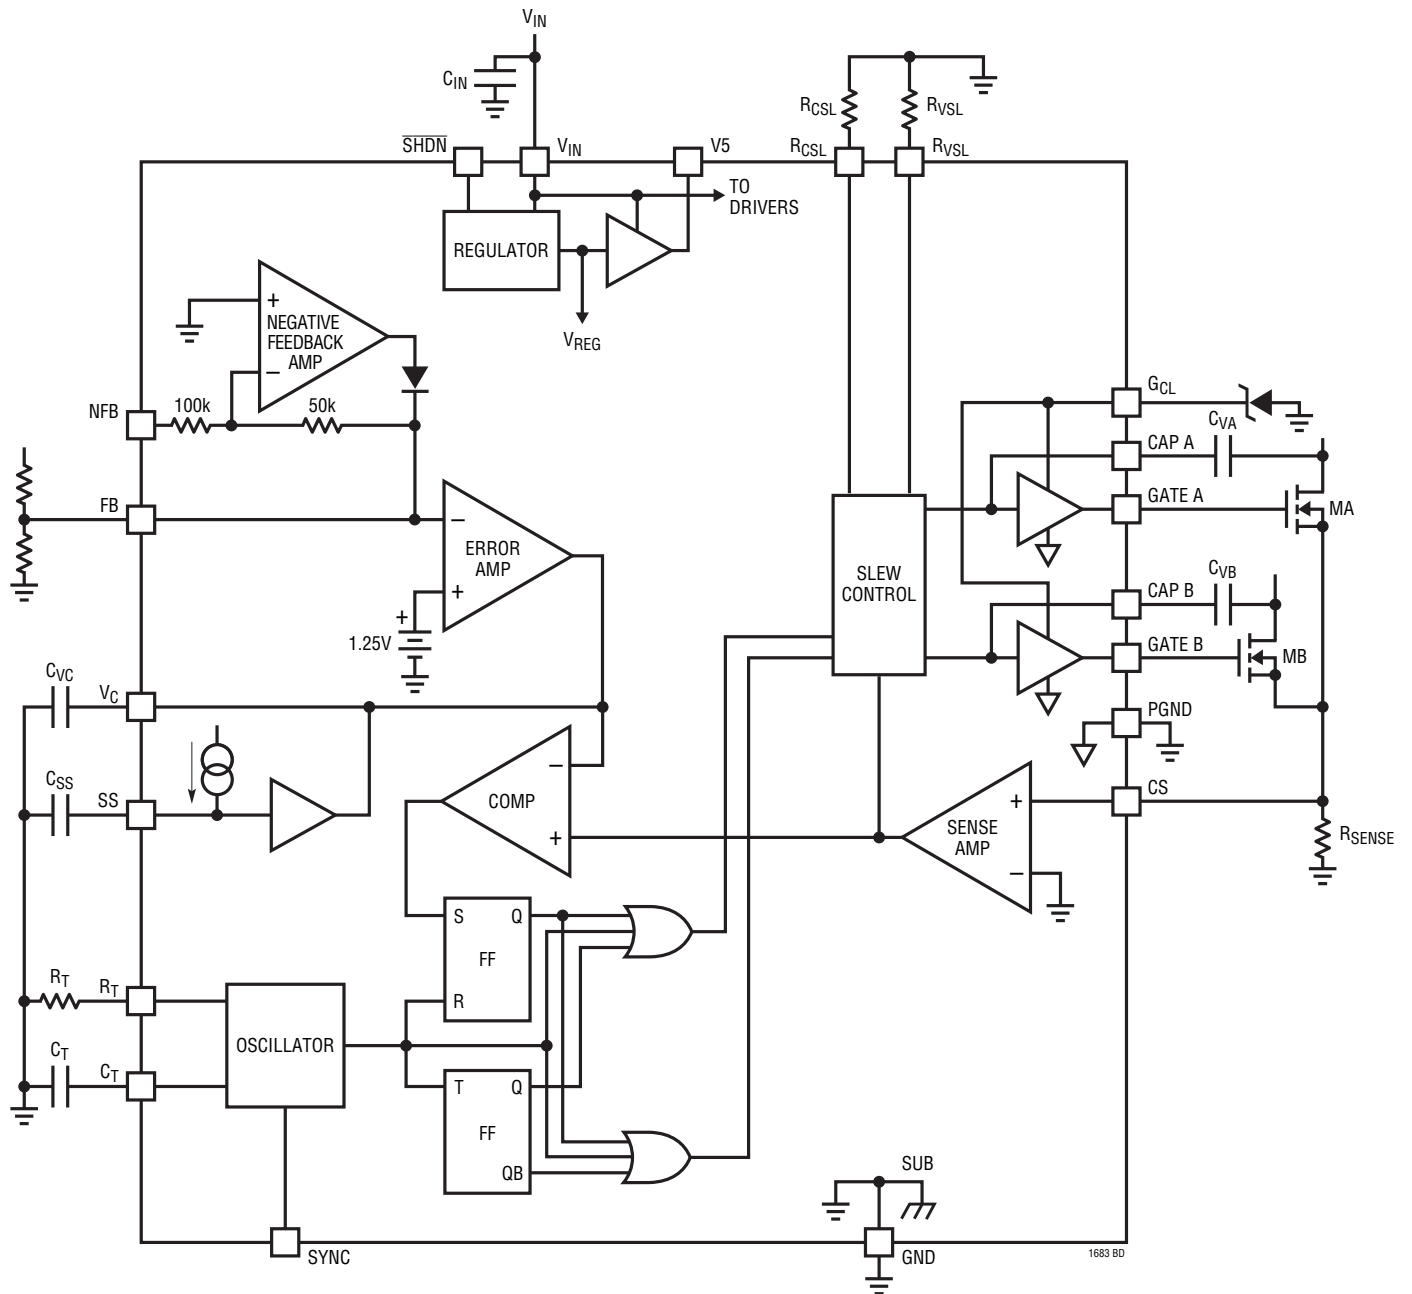 VIN
CIN
RCSL
RVSL
SHDN
VIN
V5
RCSL
RVSL
TO
DRIVERS
REGULATOR
VREG
+
NEGATIVE
FEEDBACK
AMP
–
NFB
100k
50k
GCL
CVA
CAP A
GATE A
MA
FB
–
ERROR
AMP
+
+
1.25V
SLEW
CONTROL
CVB
CAP B
GATE B
MB
CVC
VC
PGND
CSS
SS
–
COMP
+
+
SENSE
AMP
–
CS
RSENSE
S
Q
FF
R
RT
RT
OSCILLATOR
CT
CT
T
Q
FF
QB
SUB
SYNC
GND
1683 BD